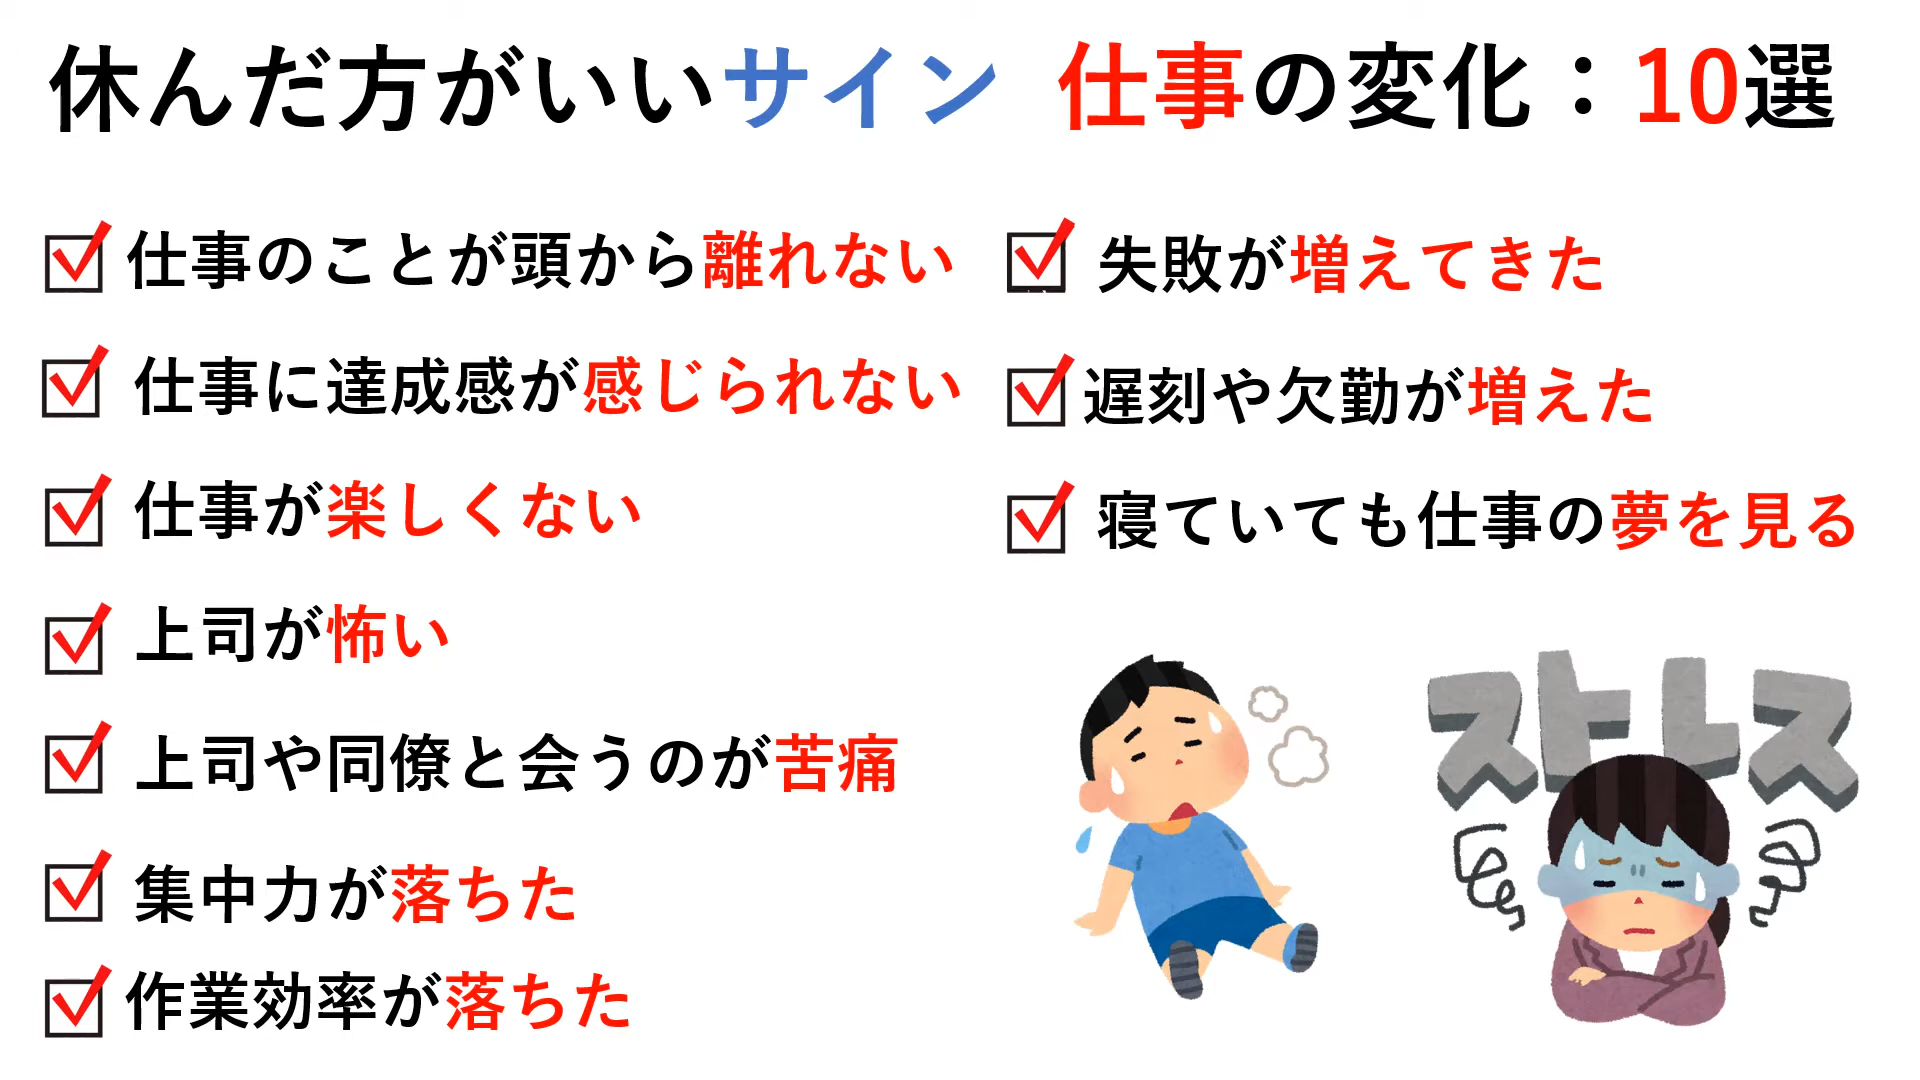 休んだ方がいいサイン 仕事の変化：10選
仕事のことが頭から離れない
仕事に達成感が感じられない
仕事が楽しくない
上司が怖い
上司や同僚と会うのが苦痛
集中力が落ちた
作業効率が落ちた
失敗が増えてきた
遅刻や欠勤が増えた
寝ていても仕事の夢を見る
ストレス